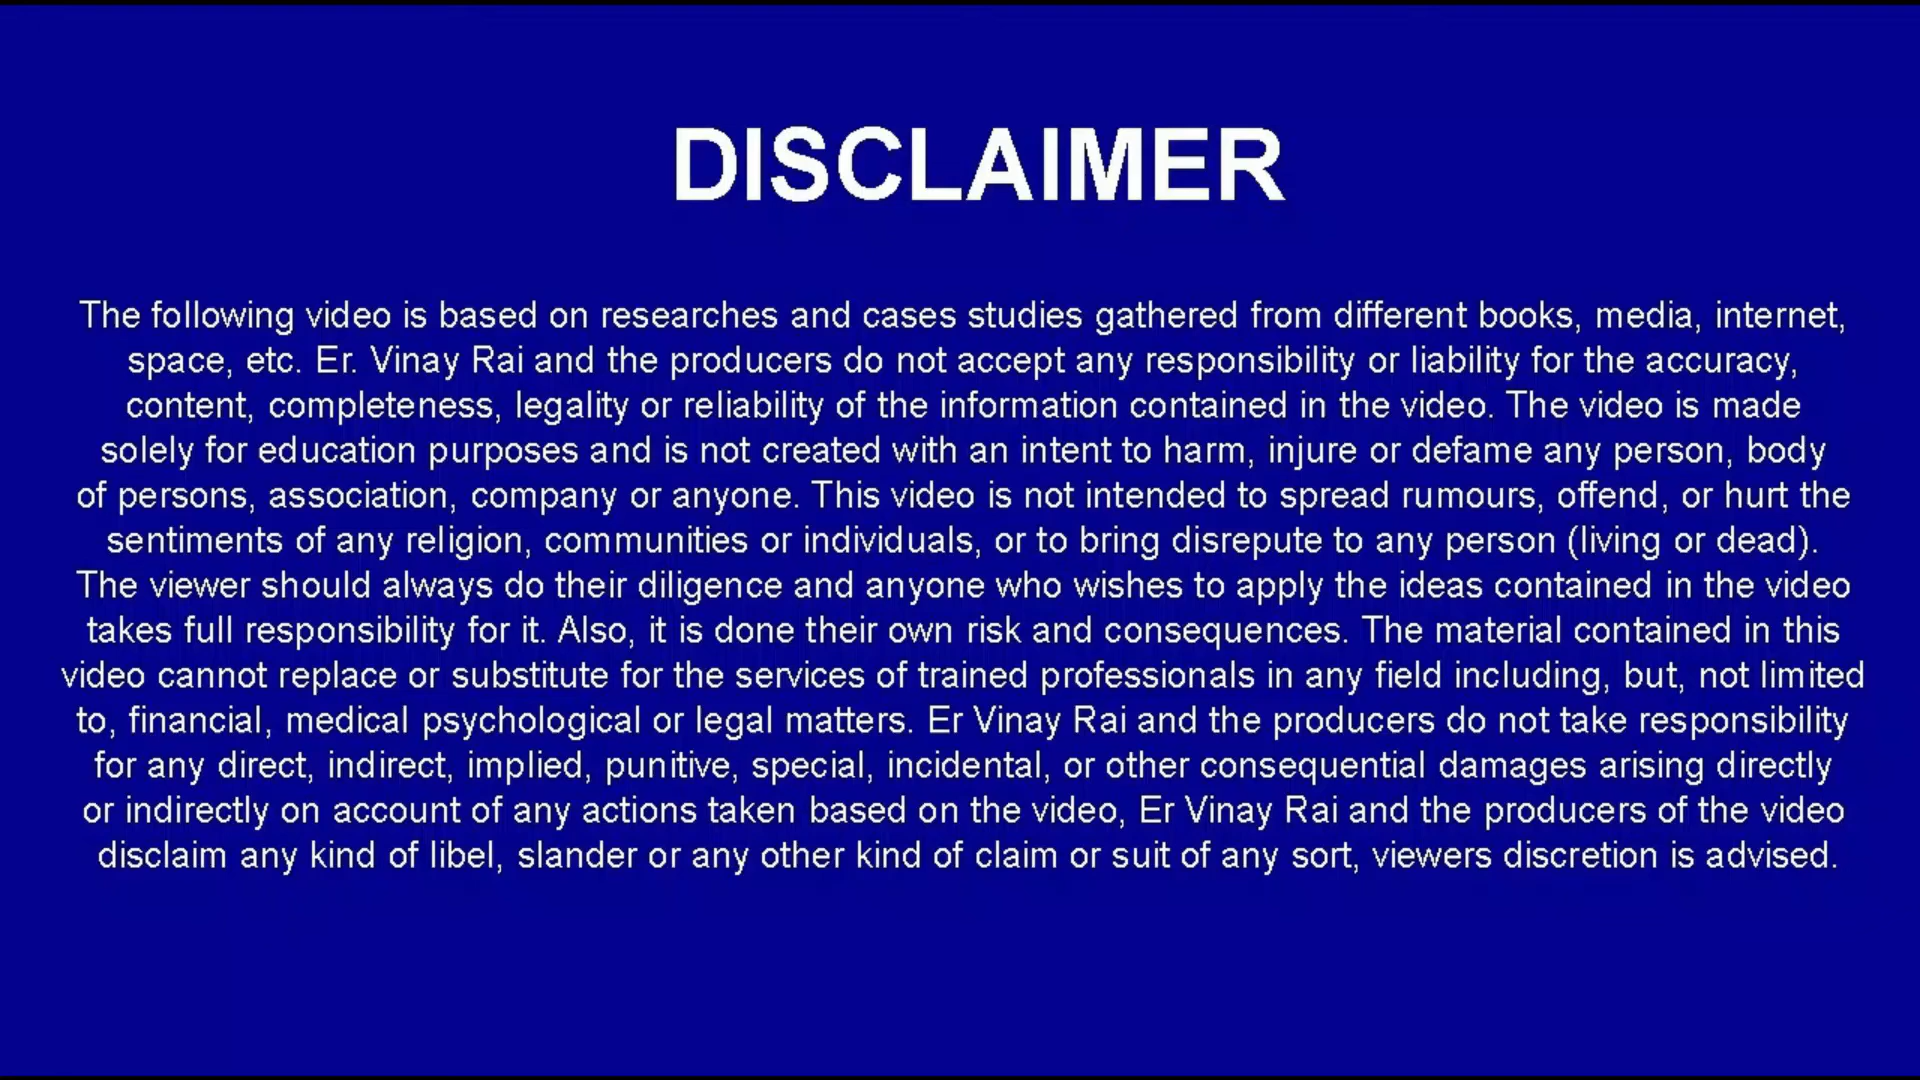 DISCLAIMER
The following video is based on researches and cases studies gathered from different books, media, internet,
space, etc. Er. Vinay Rai and the producers do not accept any responsibility or liability for the accuracy,
content, completeness, legality or reliability of the information contained in the video. The video is made
solely for education purposes and is not created with an intent to harm, injure or defame any person, body
of persons, association, company or anyone. This video is not intended to spread rumours, offend, or hurt the
sentiments of any religion, communities or individuals, or to bring disrepute to any person (living or dead).
The viewer should always do their diligence and anyone who wishes to apply the ideas contained in the video
takes full responsibility for it. Also, it is done their own risk and consequences. The material contained in this
video cannot replace or substitute for the services of trained professionals in any field including, but, not limited
to, financial, medical psychological or legal matters. Er Vinay Rai and the producers do not take responsibility
for any direct, indirect, implied, punitive, special, incidental, or other consequential damages arising directly
or indirectly on account of any actions taken based on the video, Er Vinay Rai and the producers of the video
disclaim any kind of libel, slander or any other kind of claim or suit of any sort, viewers discretion is advised.